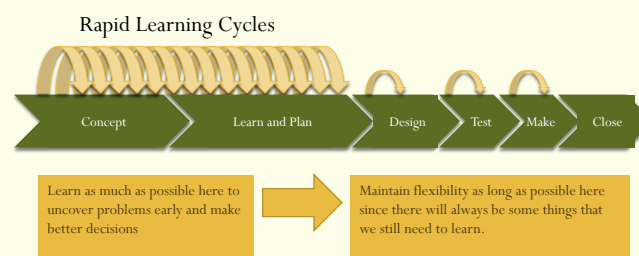 Rapid Learning Cycles
Concept
Learn and Plan
Design
Test
Make
Close
Learn as much as possible here to
uncover problems early and make
better decisions
Maintain flexibility as long as possible here
since there will always be some things that
we still need to learn.